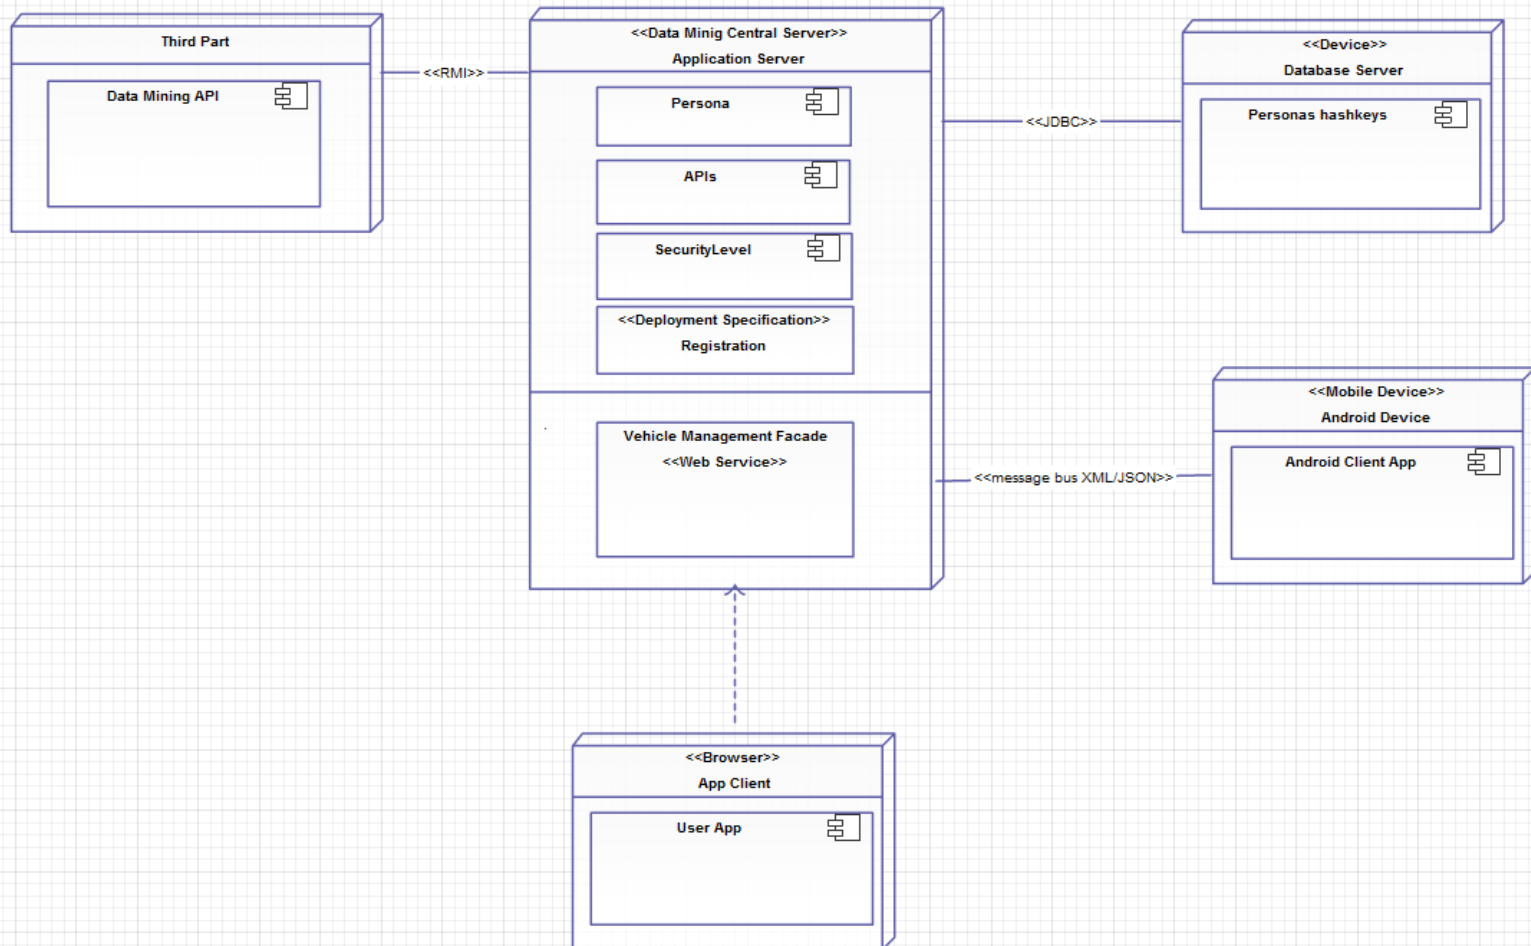 Third Part
Data Mining API
<<RMI>>
<<Data Minig Central Server>>
Application Server
Persona
APIs
SecurityLevel
<<Deployment Specification>>
Registration
Vehicle Management Facade
<<Web Service>>
<<JDBC>>
<<Device>>
Database Server
Personas hashkeys
<<message bus XML/JSON>>
<<Mobile Device>>
Android Device
Android Client App
<<Browser>>
App Client
User App